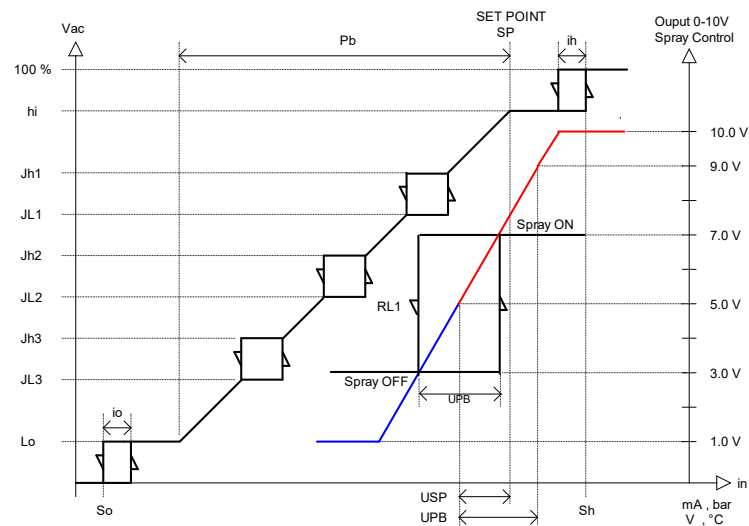 SET POINT
SP
Vac
Pb
ih
Ouput 0-10V
Spray Control
100 %
hi
10.0 V
9.0 V
Jh1
JL1
Spray ON
7.0 V
Jh2
JL2
RL1
5.0 V
Jh3
JL3
Spray OFF
3.0 V
UPB
io
Lo
1.0 V
in
So
USP
Sh
mA , bar
UPB
V , °C